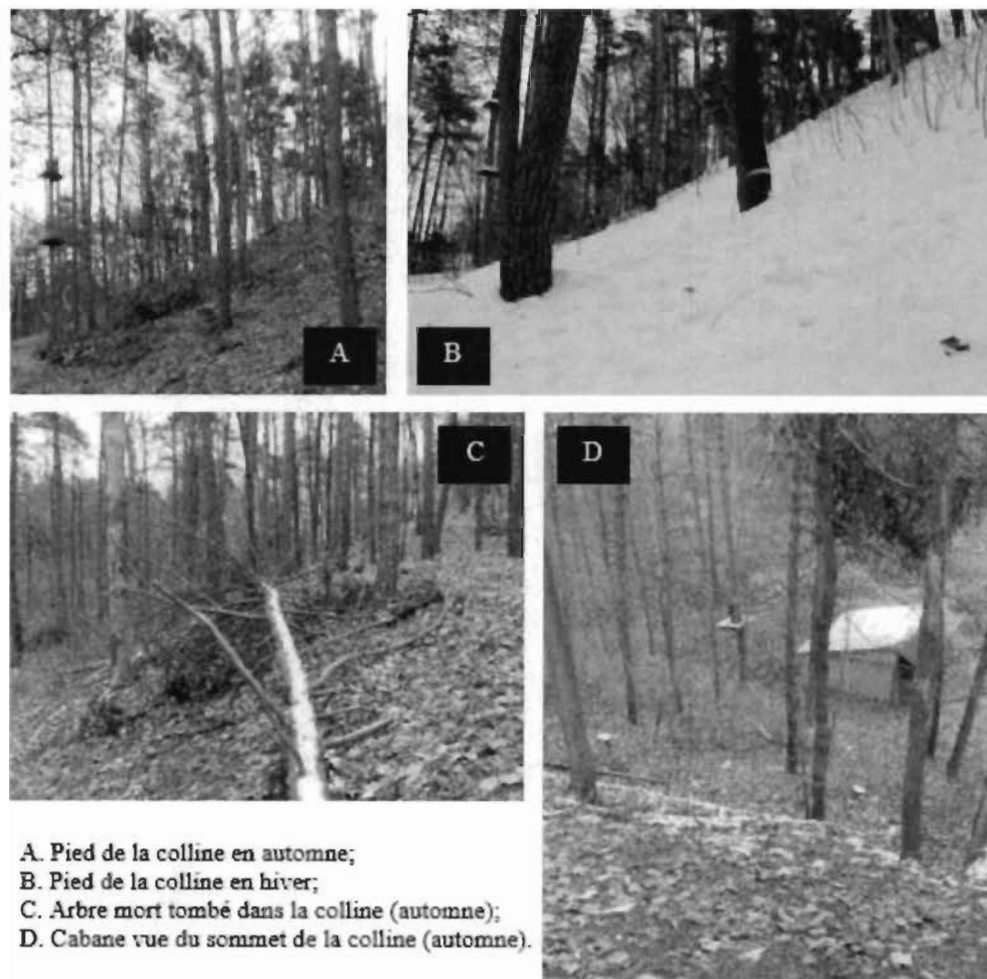 A
B
C
D
A. Pied de la colline en automne;
B. Pied de la colline en hiver;
C. Arbre mort tombé dans la colline (automne);
D. Cabane vue du sommet de la colline (automne).